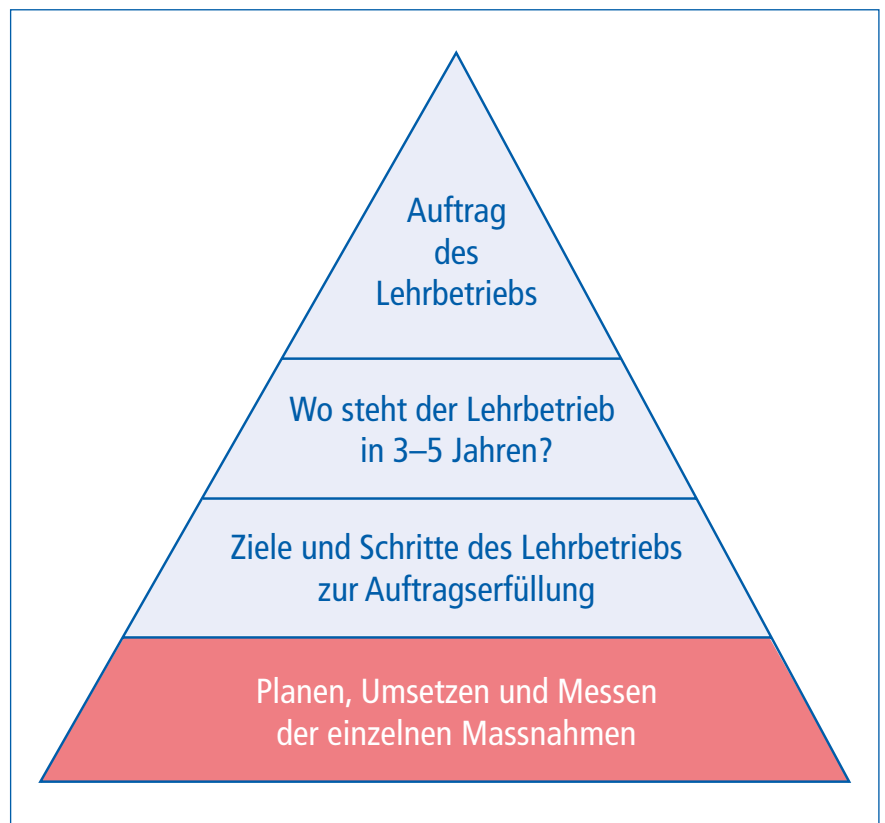 Auftrag
des
Lehrbetriebs
Wo steht der Lehrbetrieb
in 3–5 Jahren?
Ziele und Schritte des Lehrbetriebs
zur Auftragserfüllung
Planen, Umsetzen und Messen
der einzelnen Massnahmen